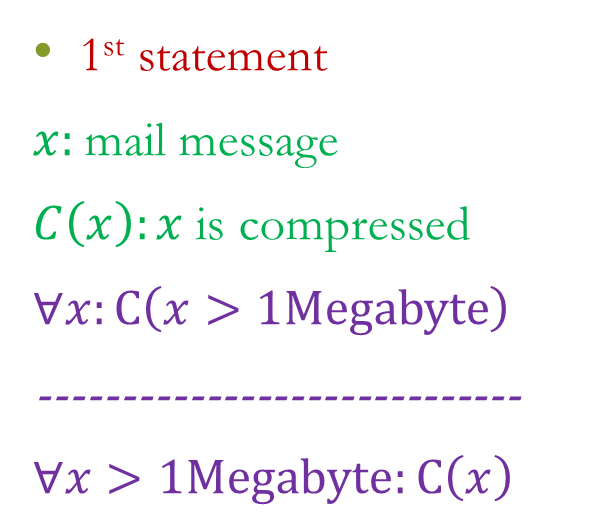 • 1st statement
x: mail message
C(x): x is compressed
∀x: C(x > 1Megabyte)
------------------------------
∀x > 1Megabyte: C(x)